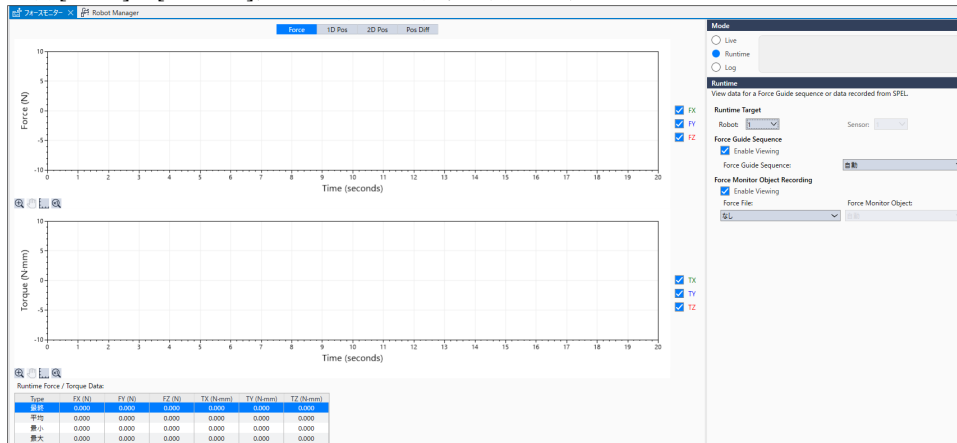 フォースモニター × Robot Manager
Force 1D Pos 2D Pos Pos Diff
Force (N)
10
5
0
-5
-10
0 1 2 3 4 5 6 7 8 9 10 11 12 13 14 15 16 17 18 19 20
Time (seconds)
FX
FY
FZ
Torque (N·mm)
10
5
0
-5
-10
0 1 2 3 4 5 6 7 8 9 10 11 12 13 14 15 16 17 18 19 20
Time (seconds)
TX
TY
TZ
Runtime Force / Torque Data:
Type FX (N) FY (N) FZ (N) TX (N·mm) TY (N·mm) TZ (N·mm)
最終 0.000 0.000 0.000 0.000 0.000 0.000
平均 0.000 0.000 0.000 0.000 0.000 0.000
最小 0.000 0.000 0.000 0.000 0.000 0.000
最大 0.000 0.000 0.000 0.000 0.000 0.000
Mode
Live
Runtime
Log
Runtime
View data for a Force Guide sequence or data recorded from SPEL.
Runtime Target
Robot: 1 Sensor:
Force Guide Sequence
Enable Viewing
Force Guide Sequence: 自動
Force Monitor Object Recording
Enable Viewing
Force File: Force Monitor Object:
なし 自動